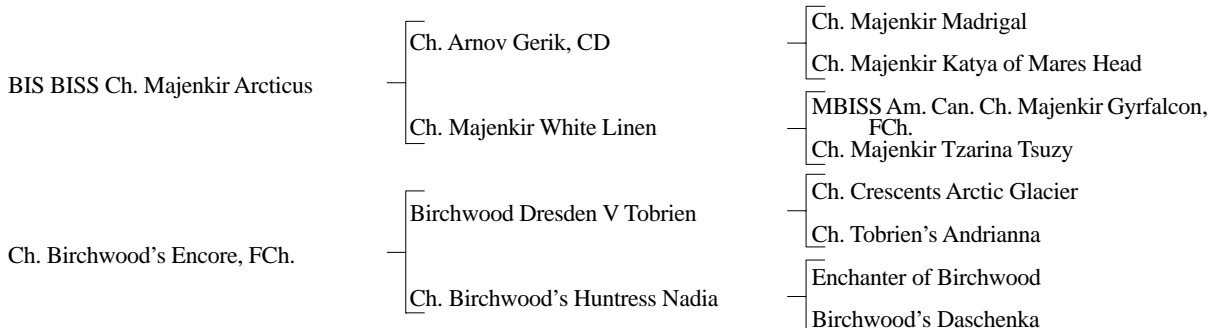 Ch. Majenkir Madrigal
Ch. Arnov Gerik, CD
Ch. Majenkir Katya of Mares Head
BIS BISS Ch. Majenkir Arcticus
MBISS Am. Can. Ch. Majenkir Gyrfalcon,
FCh.
Ch. Majenkir White Linen
Ch. Majenkir Tzarina Tsuzy
Ch. Crescents Arctic Glacier
Birchwood Dresden V Tobrien
Ch. Tobrien’s Andrianna
Ch. Birchwood’s Encore, FCh.
Enchanter of Birchwood
Ch. Birchwood’s Huntress Nadia
Birchwood’s Daschenka